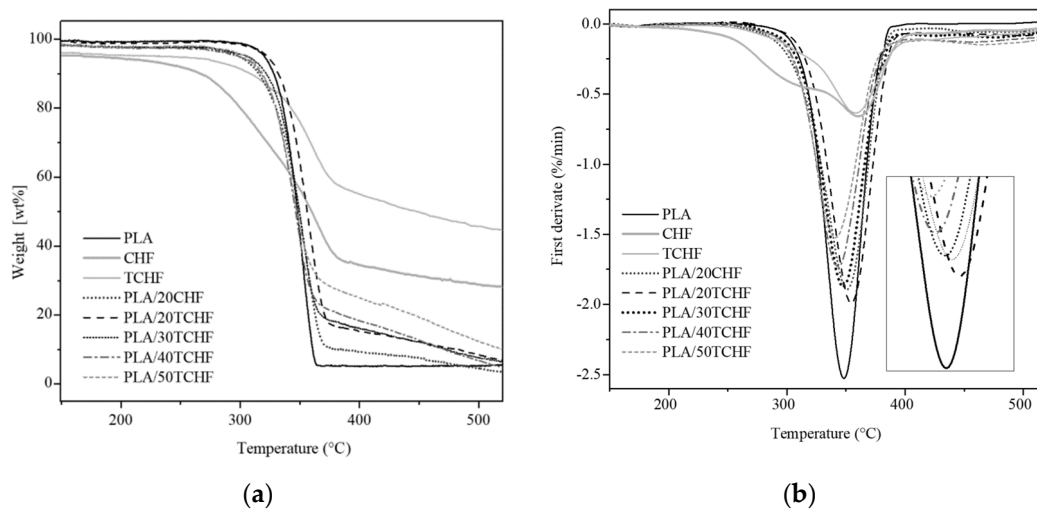 100
80
60
40
20
0
Weight [wt%]
PLA
CHF
TCHF
PLA/20CHF
PLA/20TCHF
PLA/30TCHF
PLA/40TCHF
PLA/50TCHF
200
300
400
500
Temperature (°C)
(a)
0.0
-0.5
-1.0
-1.5
-2.0
-2.5
First derivate (%/min)
PLA
CHF
TCHF
PLA/20CHF
PLA/20TCHF
PLA/30TCHF
PLA/40TCHF
PLA/50TCHF
200
300
400
500
Temperature (°C)
(b)